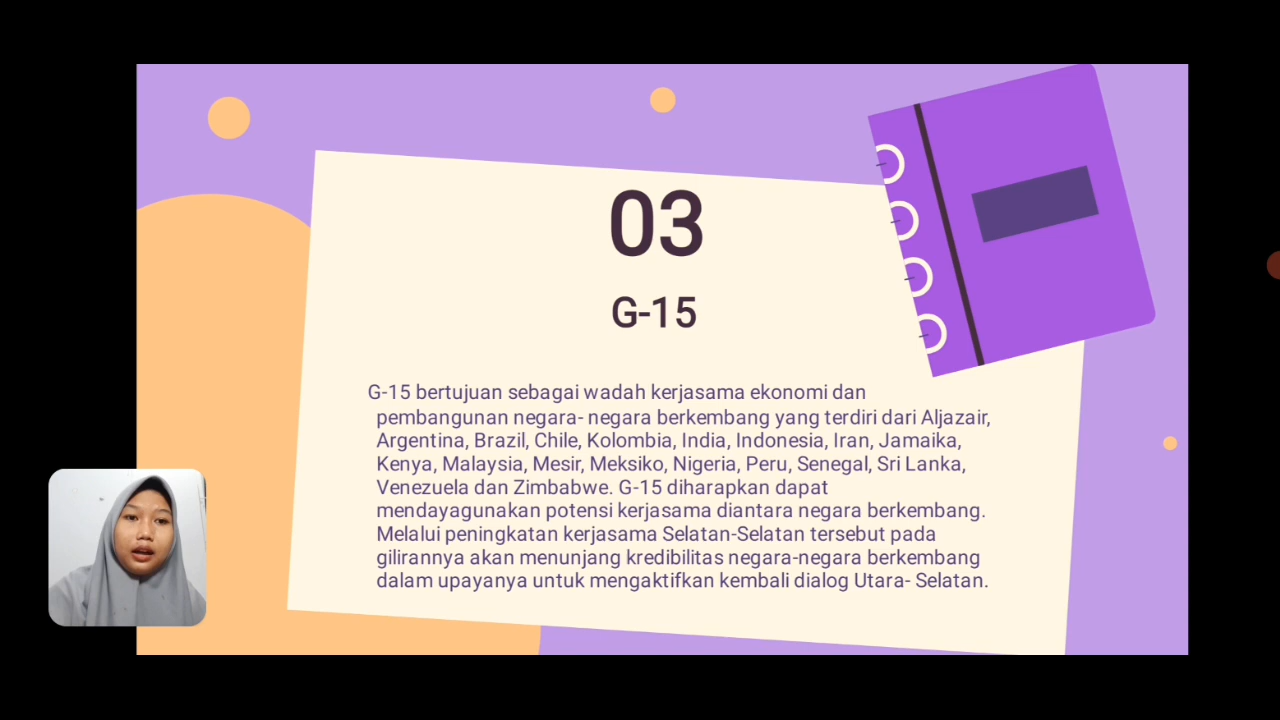 03
G-15
G-15 bertujuan sebagai wadah kerjasama ekonomi dan
pembangunan negara- negara berkembang yang terdiri dari Aljazair,
Argentina, Brazil, Chile, Kolombia, India, Indonesia, Iran, Jamaika,
Kenya, Malaysia, Mesir, Meksiko, Nigeria, Peru, Senegal, Sri Lanka,
Venezuela dan Zimbabwe. G-15 diharapkan dapat
mendayagunakan potensi kerjasama diantara negara berkembang.
Melalui peningkatan kerjasama Selatan-Selatan tersebut pada
gilirannya akan menunjang kredibilitas negara-negara berkembang
dalam upayanya untuk mengaktifkan kembali dialog Utara- Selatan.